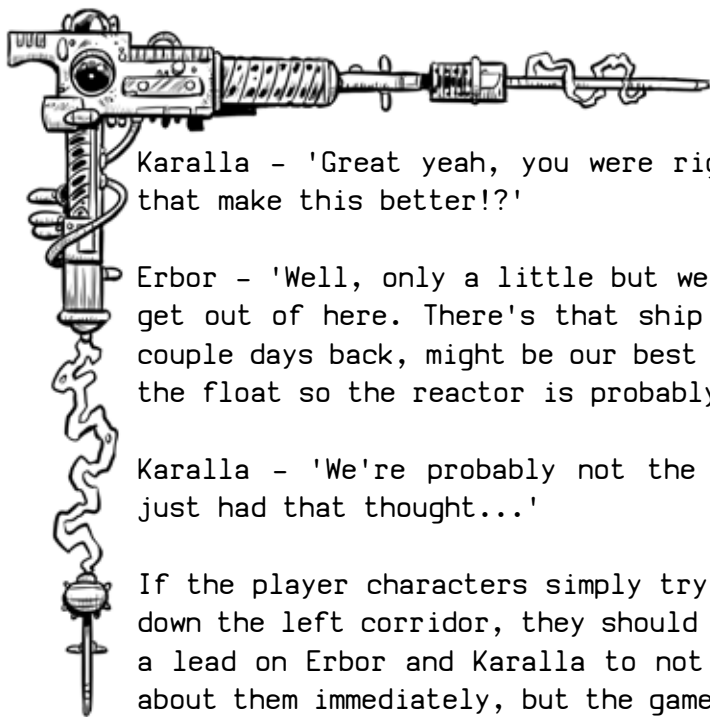 Karalla – 'Great yeah, you were
that make this better!?'
Erbor – 'Well, only a little but
get out of here. There's that ship
couple days back, might be our best
the float so the reactor is probably
Karalla – 'We're probably not the
just had that thought...'
If the player characters simply try
down the left corridor, they should
a lead on Erbor and Karalla to not
about them immediately, but the game